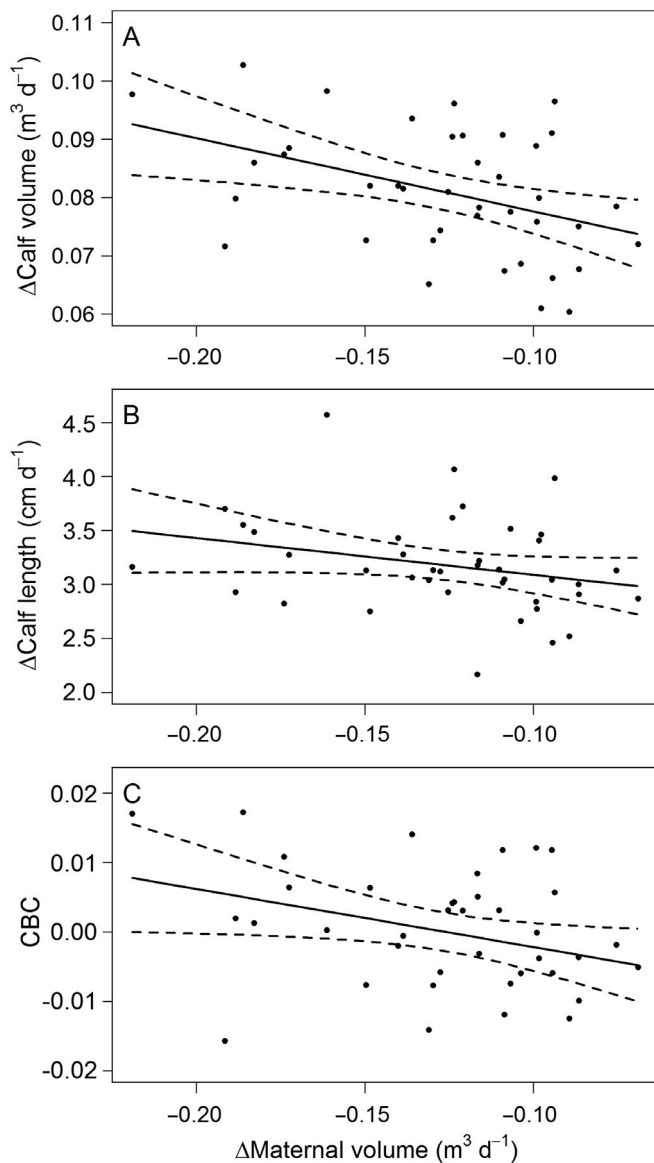 A
0.11
0.10
0.09
0.08
0.07
0.06
ΔCalf volume (m³ d⁻¹)
−0.20 −0.15 −0.10
B
4.5
4.0
3.5
3.0
2.5
2.0
ΔCalf length (cm d⁻¹)
−0.20 −0.15 −0.10
C
0.02
0.01
0.00
-0.01
-0.02
CBC
−0.20 −0.15 −0.10
ΔMaternal volume (m³ d⁻¹)